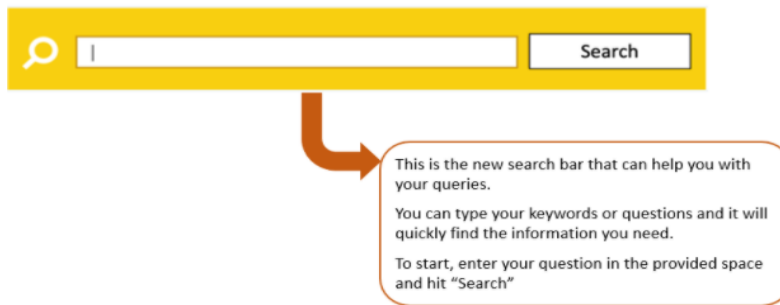 Search
This is the new search bar that can help you with
your queries.
You can type your keywords or questions and it will
quickly find the information you need.
To start, enter your question in the provided space
and hit “Search”